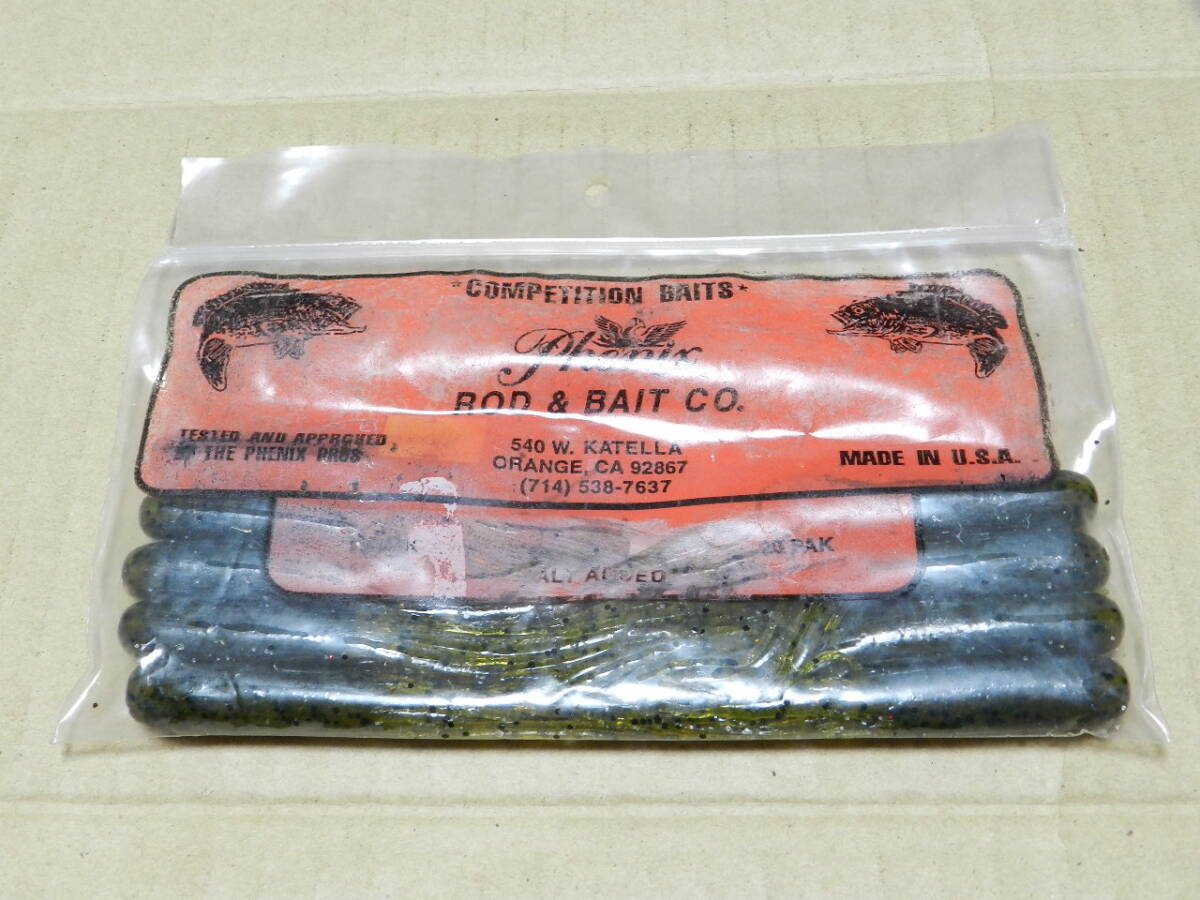 *COMPETITION BAITS*
Phenix
ROD & BAIT CO.
TESTED AND APPROVED
THE PHENIX PROS
540 W. KATELLA
ORANGE, CA 92867
(714) 538-7637
MADE IN U.S.A.
PAK
ADDED